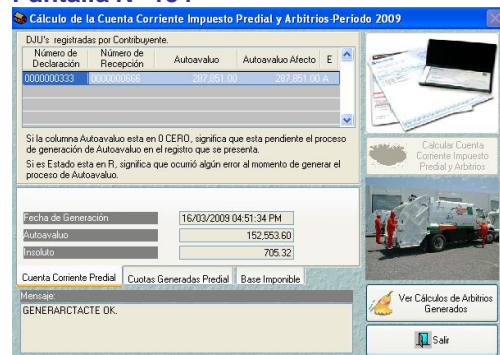 Cálculo de la Cuenta Corriente Impuesto Predial y Arbitrios-Período 2009
DJU's registradas por Contribuyente.
Número de Declaración Número de Recepción Autoavaluo Autoavaluo Afecto E
0000000333 0000000666 287,851.00 287,851.00 A
Si la columna Autoavaluo esta en 0 CERO, significa que esta pendiente el proceso
de generación de Autoavaluo en el registro que se presenta.
Si es Estado esta en R, significa que ocurrió algún error al momento de generar el
proceso de Autoavaluo.
Calcular Cuenta
Corriente Impuesto
Predial y Arbitrios
Fecha de Generación 16/03/2009 04:51:34 PM
Autoavaluo 152,553.60
Insoluto 705.32
Cuenta Corriente Predial Cuotas Generadas Predial Base Imponible
Mensaje:
GENERARCTACTE OK.
Ver Cálculos de Arbitrios
Generados
Salir